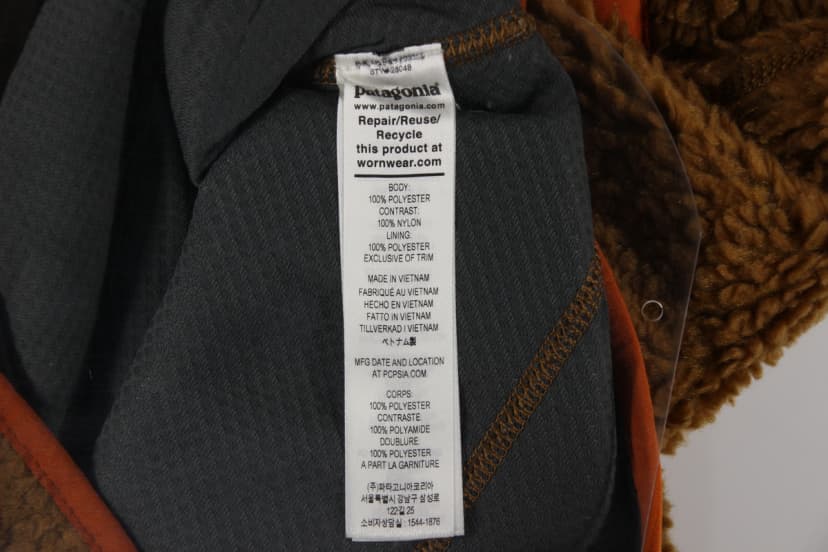 patagonia
www.patagonia.com
Repair/Reuse/
Recycle
this product at
wornwear.com
BODY:
100% POLYESTER
CONTRAST:
100% NYLON
LINING:
100% POLYESTER
EXCLUSIVE OF TRIM
MADE IN VIETNAM
FABRIQUÉ AU VIETNAM
HECHO EN VIETNAM
FATTO IN VIETNAM
TILLVERKAD I VIETNAM
ベトナム製
MFG DATE AND LOCATION
AT PCPSIA.COM.
CORPS:
100% POLYESTER
CONTRASTE:
100% POLYAMIDE
DOUBLURE:
100% POLYESTER
A PART LA GARNITURE
(주)파타고니아코리아
서울특별시 강남구 삼성로
122길 25
소비자상담실 : 1544-1876